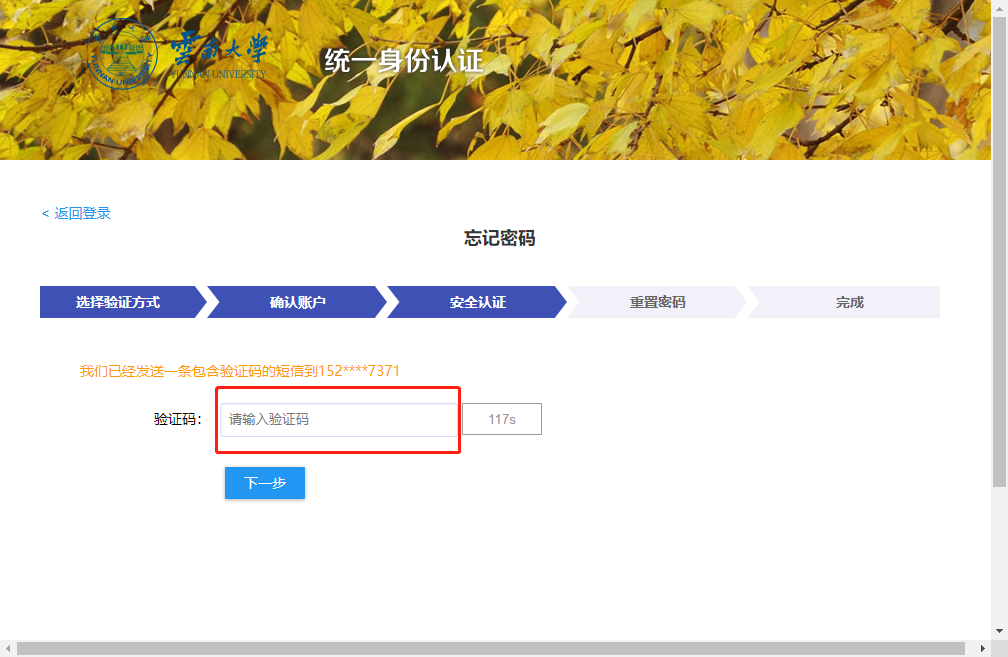 雲南大学
YUNNAN UNIVERSITY
统一身份认证
< 返回登录
忘记密码
选择验证方式
确认账户
安全认证
重置密码
完成
我们已经发送一条包含验证码的短信到152****7371
验证码：
请输入验证码
117s
下一步